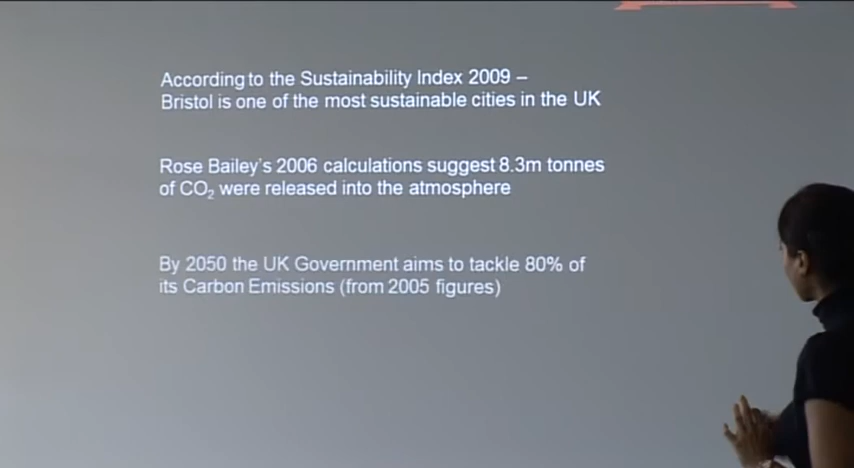 According to the Sustainability Index 2009 –
Bristol is one of the most sustainable cities in the UK
Rose Bailey's 2006 calculations suggest 8.3m tonnes
of CO₂ were released into the atmosphere
By 2050 the UK Government aims to tackle 80% of
its Carbon Emissions (from 2005 figures)